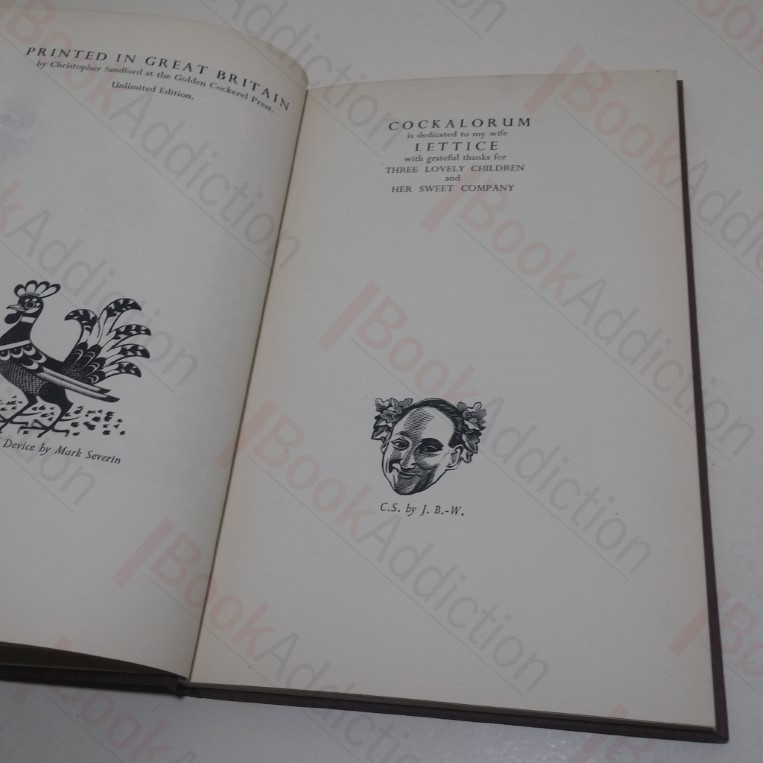 PRINTED IN GREAT BRITAIN
by Christopher Sandford at the Golden Cockerel Press.
Unlimited Edition.
Device by Mark Severin
COCKALORUM
is dedicated to my wife
LETTICE
with grateful thanks for
THREE LOVELY CHILDREN
and
HER SWEET COMPANY
C.S. by J. B.-W.
BookAddiction